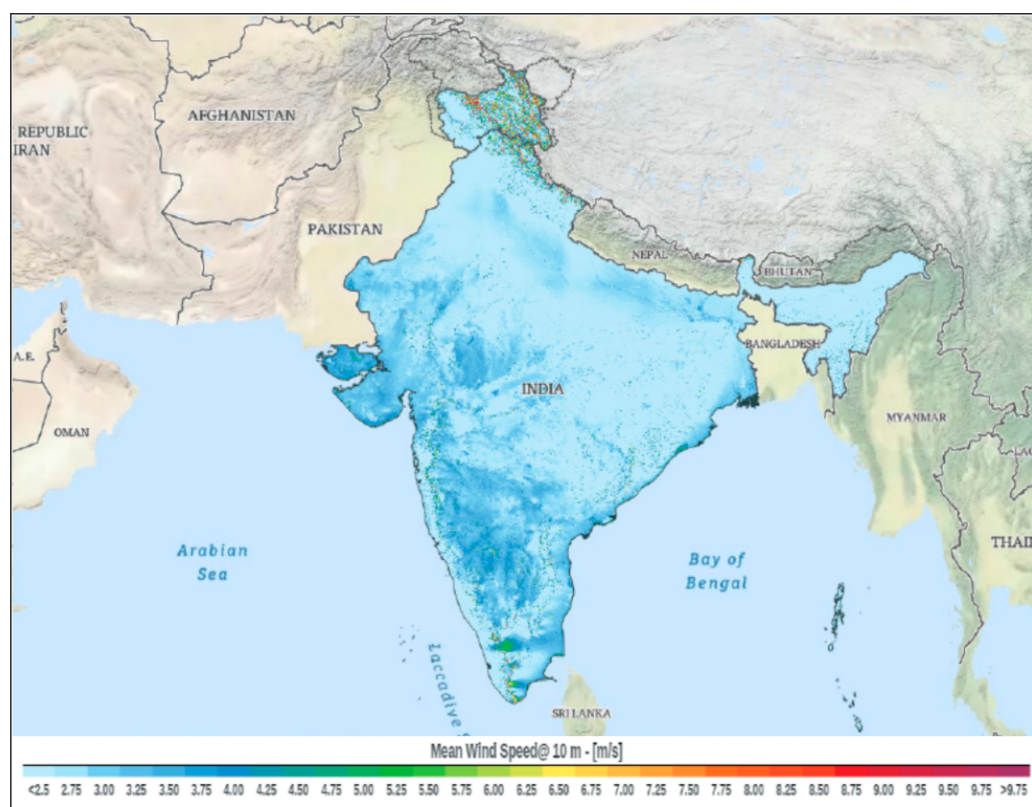 AFGHANISTAN
REPUBLIC
IRAN
PAKISTAN
NEPAL
BHUTAN
A.E.
BANGLADESH
INDIA
OMAN
MYANMAR
LAO
THAI
Arabian
Sea
Bay of
Bengal
Laccadive
SRI LANKA
Mean Wind Speed@ 10 m - [m/s]
<2.5 2.75 3.00 3.25 3.50 3.75 4.00 4.25 4.50 4.75 5.00 5.25 5.50 5.75 6.00 6.25 6.50 6.75 7.00 7.25 7.50 7.75 8.00 8.25 8.50 8.75 9.00 9.25 9.50 9.75 >9.75